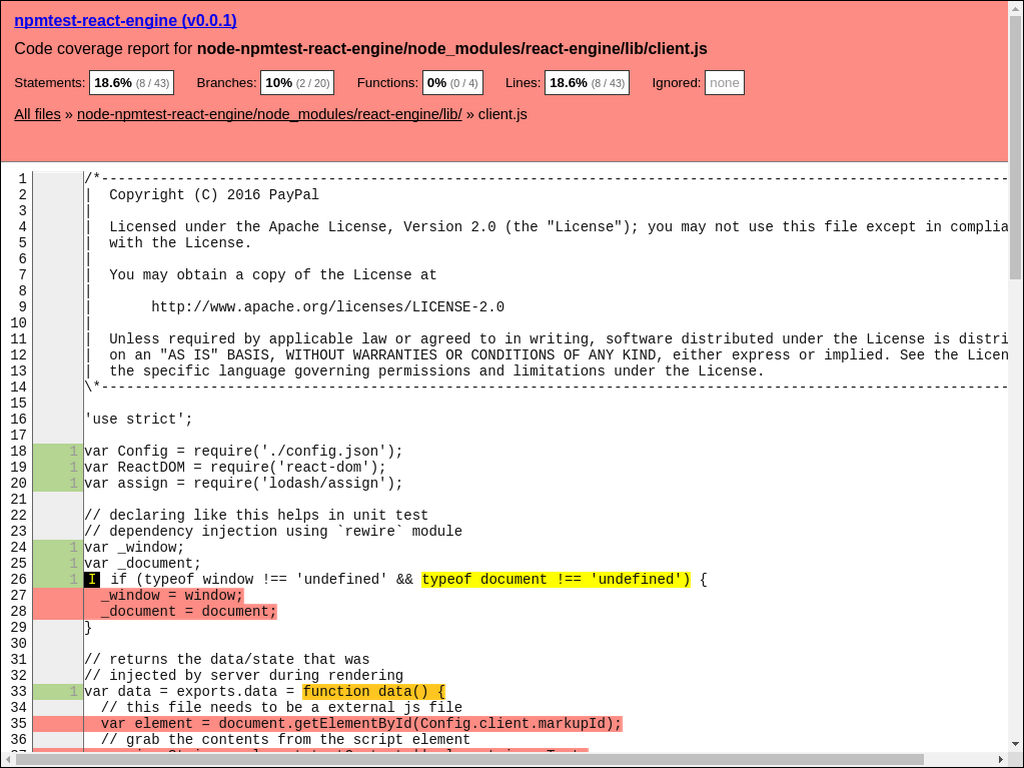 npmtest-react-engine (v0.0.1)
Code coverage report for node-npmtest-react-engine/node_modules/react-engine/lib/client.js
Statements: 18.6% (8 / 43) Branches: 10% (2 / 20) Functions: 0% (0 / 4) Lines: 18.6% (8 / 43) Ignored: none
All files » node-npmtest-react-engine/node_modules/react-engine/lib/ » client.js
1 /*--------------------------------------------------------------------------------------------------------------
2 | Copyright (C) 2016 PayPal
3 |
4 | Licensed under the Apache License, Version 2.0 (the "License"); you may not use this file except in complia
5 | with the License.
6 |
7 | You may obtain a copy of the License at
8 |
9 | http://www.apache.org/licenses/LICENSE-2.0
10 |
11 | Unless required by applicable law or agreed to in writing, software distributed under the License is distri
12 | on an "AS IS" BASIS, WITHOUT WARRANTIES OR CONDITIONS OF ANY KIND, either express or implied. See the Licen
13 | the specific language governing permissions and limitations under the License.
14 \*--------------------------------------------------------------------------------------------------------------
15
16 'use strict';
17
18 1 var Config = require('./config.json');
19 1 var ReactDOM = require('react-dom');
20 1 var assign = require('lodash/assign');
21
22 // declaring like this helps in unit test
23 // dependency injection using `rewire` module
24 1 var _window;
25 1 var _document;
26 1 I if (typeof window !== 'undefined' && typeof document !== 'undefined') {
27 _window = window;
28 _document = document;
29 }
30
31 // returns the data/state that was
32 // injected by server during rendering
33 1 var data = exports.data = function data() {
34 // this file needs to be a external js file
35 var element = document.getElementById(Config.client.markupId);
36 // grab the contents from the script element